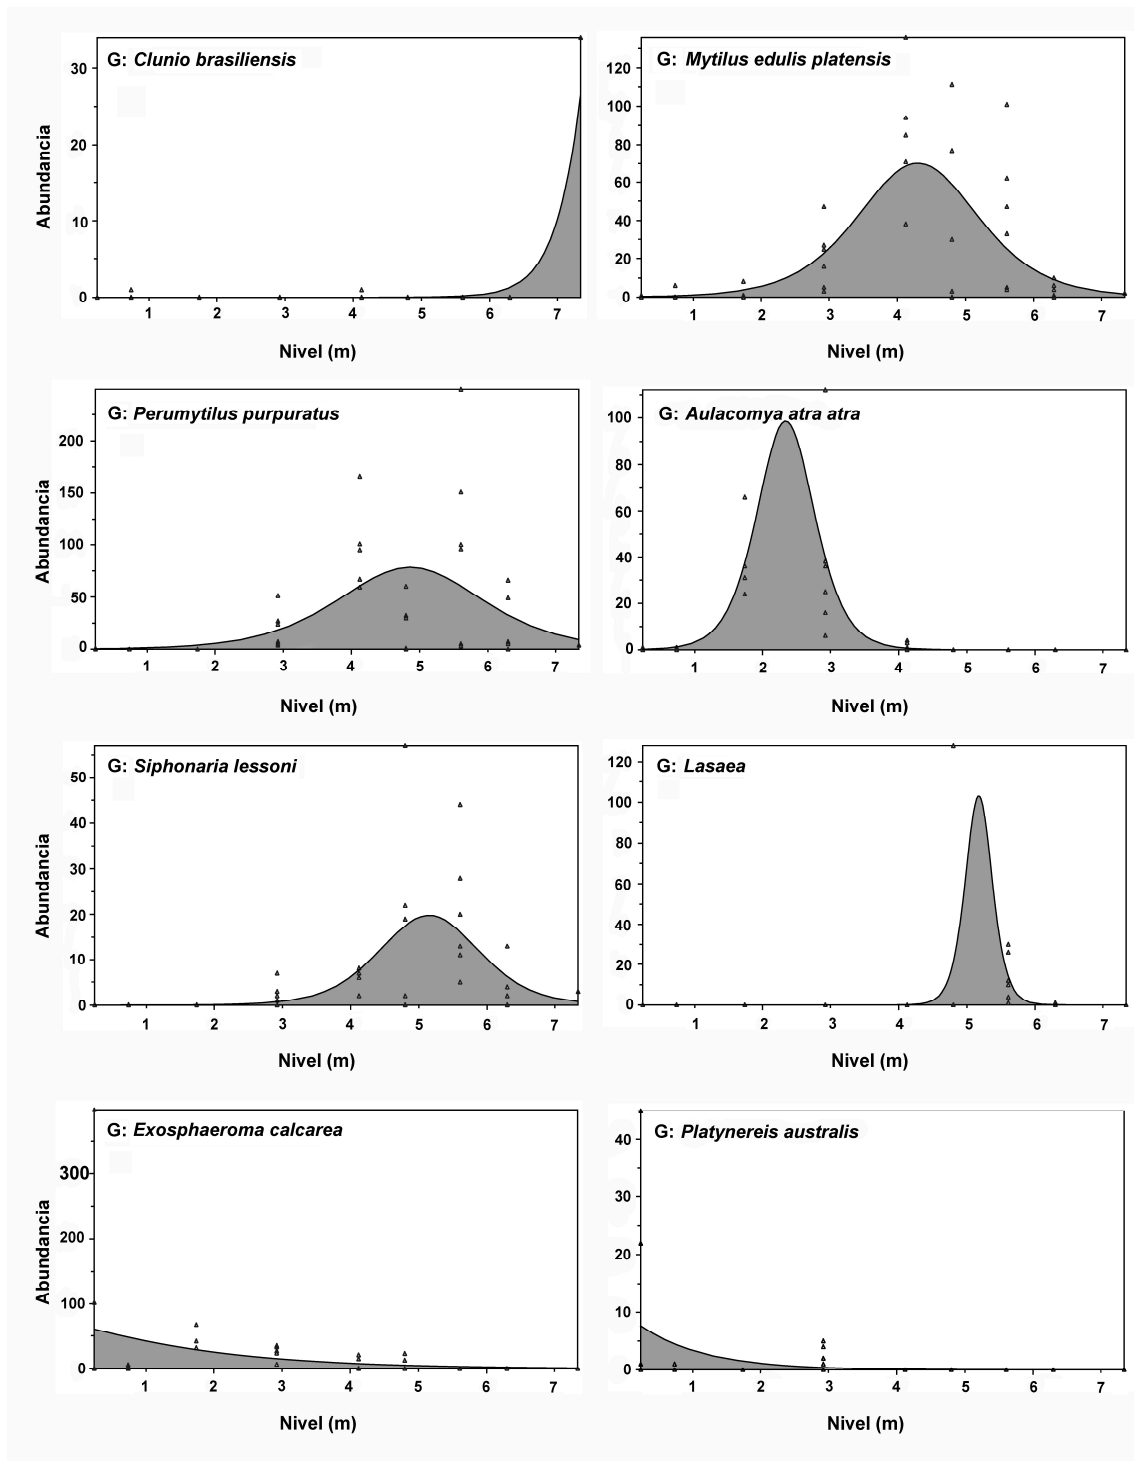 G: Clunio brasiliensis
30
20
10
0
Abundancia
1 2 3 4 5 6 7
Nivel (m)
G: Mytilus edulis platensis
120
100
80
60
40
20
0
1 2 3 4 5 6 7
Nivel (m)
G: Perumytilus purpuratus
200
150
100
50
0
Abundancia
1 2 3 4 5 6 7
Nivel (m)
G: Aulacomya atra atra
100
80
60
40
20
0
1 2 3 4 5 6 7
Nivel (m)
G: Siphonaria lessoni
50
40
30
20
10
0
Abundancia
1 2 3 4 5 6 7
Nivel (m)
G: Lasaea
120
100
80
60
40
20
0
1 2 3 4 5 6 7
Nivel (m)
G: Exosphaeroma calcarea
300
200
100
0
Abundancia
1 2 3 4 5 6 7
Nivel (m)
G: Platynereis australis
40
30
20
10
0
1 2 3 4 5 6 7
Nivel (m)